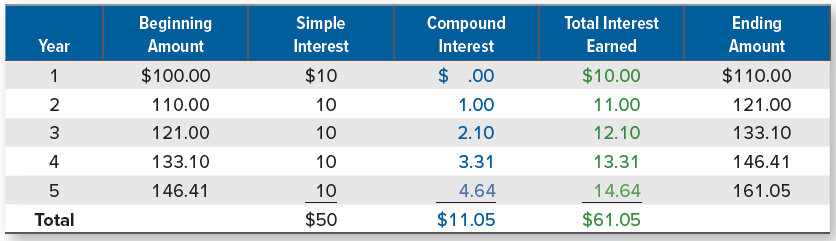 Year Beginning Amount Simple Interest Compound Interest Total Interest Earned Ending Amount
1 $100.00 $10 $ .00 $10.00 $110.00
2 110.00 10 1.00 11.00 121.00
3 121.00 10 2.10 12.10 133.10
4 133.10 10 3.31 13.31 146.41
5 146.41 10 4.64 14.64 161.05
Total $50 $11.05 $61.05